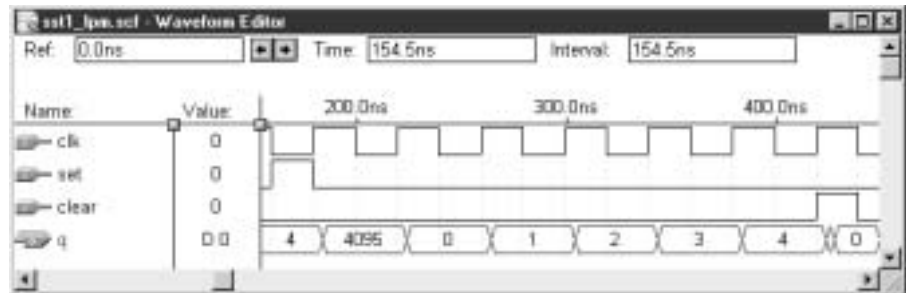 sst1_lpm.scf - Waveform Editor
Ref: 0.0ns Time: 154.5ns Interval: 154.5ns
Name: Value: 200.0ns 300.0ns 400.0ns
clk 0
set 0
clear 0
q D 0 4 4095 0 1 2 3 4 0